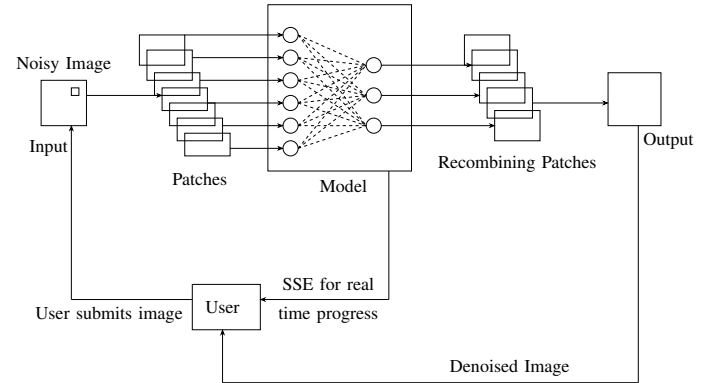 Noisy Image
Input
Patches
Model
Recombining Patches
Output
SSE for real
time progress
User
User submits image
Denoised Image